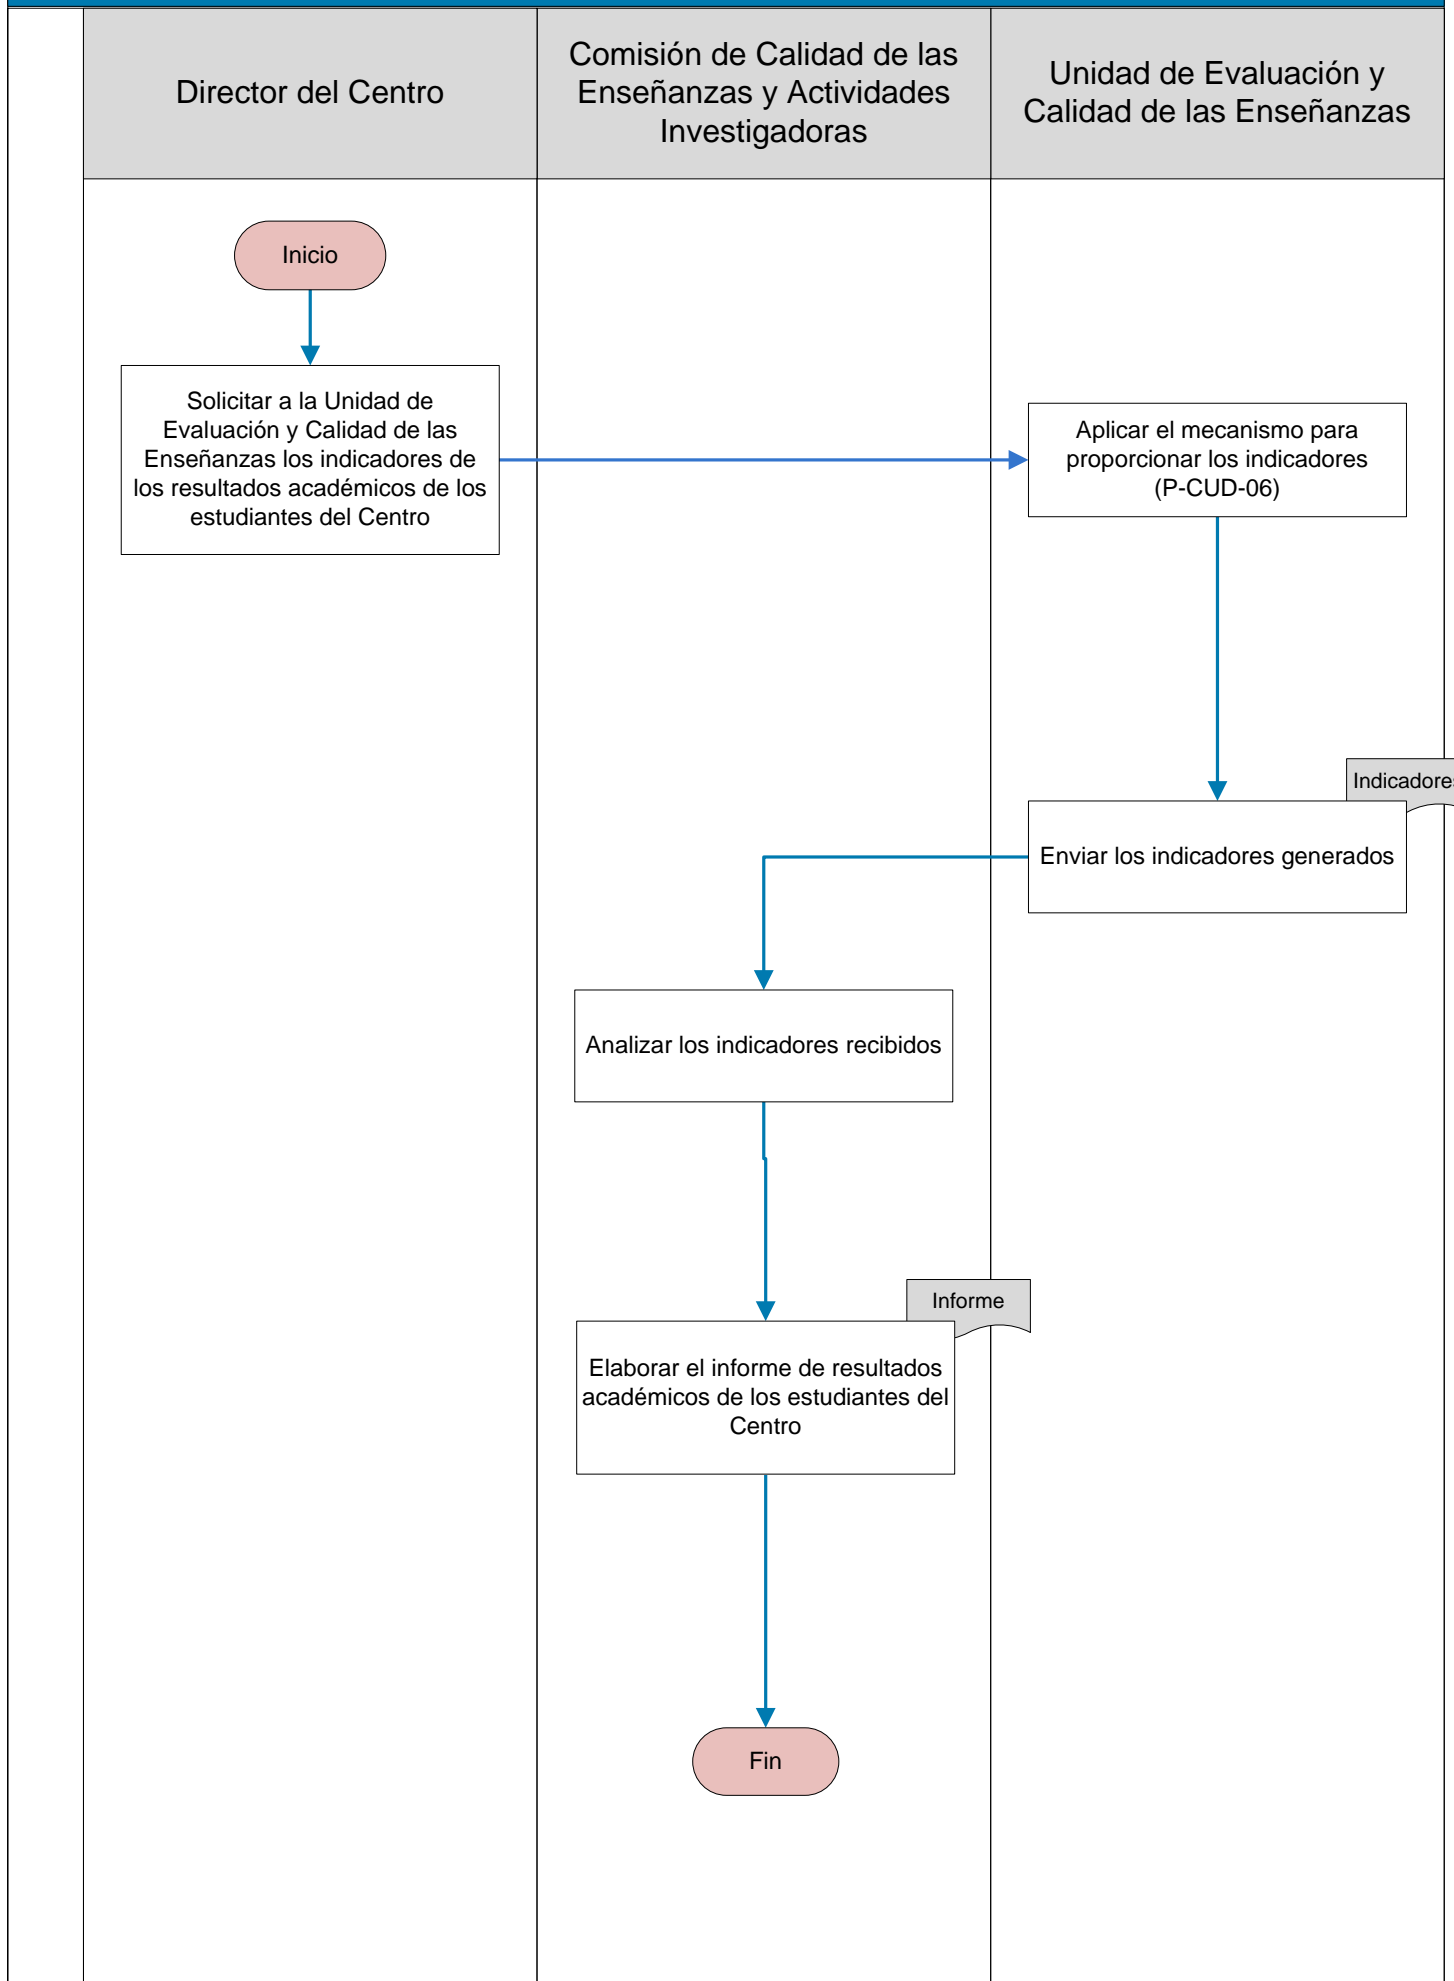 Director del Centro
Comisión de Calidad de las
Enseñanzas y Actividades
Investigadoras
Unidad de Evaluación y
Calidad de las Enseñanzas
Inicio
Solicitar a la Unidad de
Evaluación y Calidad de las
Enseñanzas los indicadores de
los resultados académicos de los
estudiantes del Centro
Aplicar el mecanismo para
proporcionar los indicadores
(P-CUD-06)
Indicadores
Enviar los indicadores generados
Analizar los indicadores recibidos
Informe
Elaborar el informe de resultados
académicos de los estudiantes del
Centro
Fin